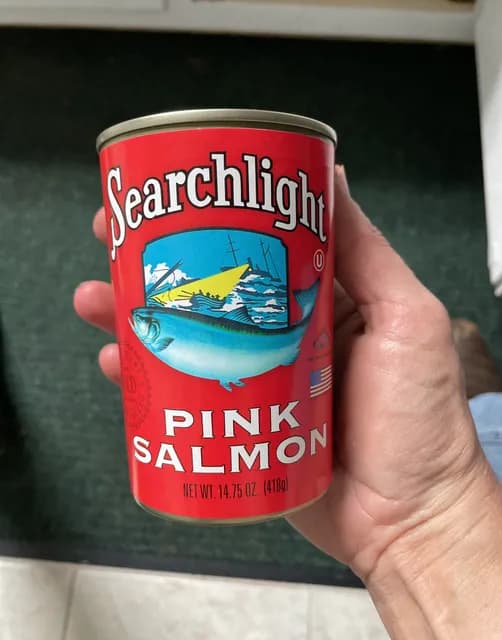 Searchlight
U
PINK
SALMON
NET WT. 14.75 OZ. (418g)